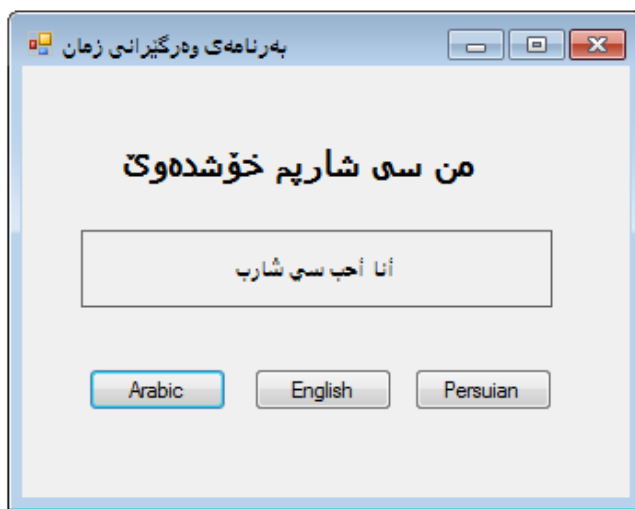 بەرنامەی وەرگێرانی زمان
من سی شارپم خۆشدەوێ
أنا أحب سي شارب
Arabic English Persuian